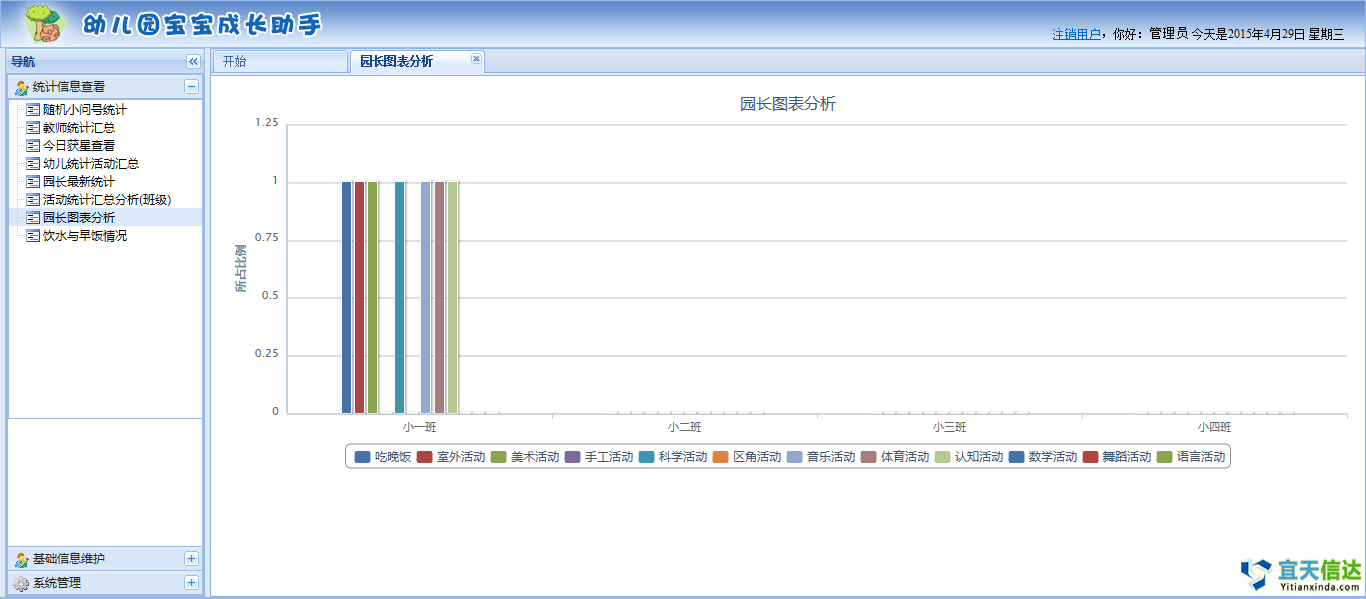 幼儿园宝宝成长助手
注销用户，你好：管理员 今天是2015年4月29日 星期三
导航
开始
园长图表分析
统计信息查看
随机小问号统计
教师统计汇总
今日获星查看
幼儿统计活动汇总
园长最新统计
活动统计汇总分析(班级)
园长图表分析
饮水与早饭情况
基础信息维护
系统管理
园长图表分析
所占比例
1.25
1
0.75
0.5
0.25
0
小一班 小二班 小三班 小四班
吃晚饭 室外活动 美术活动 手工活动 科学活动 区角活动 音乐活动 体育活动 认知活动 数学活动 舞蹈活动 语言活动
宜天信达
Yitianxinda.com